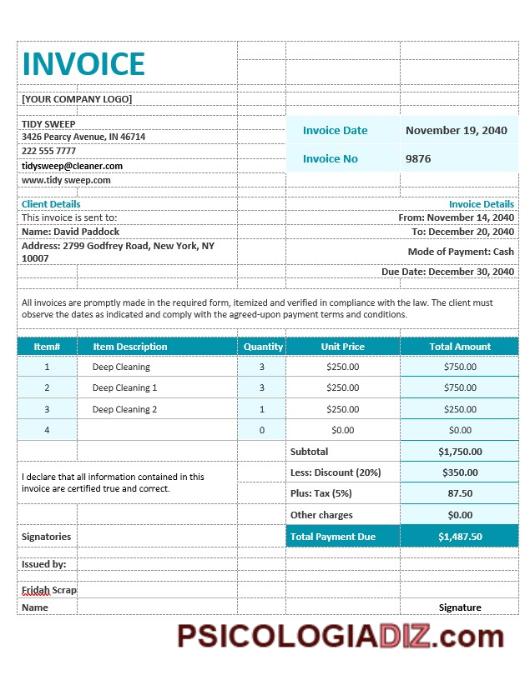 INVOICE
[YOUR COMPANY LOGO]
TIDY SWEEP
3426 Pearcy Avenue, IN 46714
222 555 7777
tidysweep@cleaner.com
www.tidy sweep.com
Invoice Date November 19, 2040
Invoice No 9876
Client Details Invoice Details
This invoice is sent to: From: November 14, 2040
Name: David Paddock To: December 20, 2040
Address: 2799 Godfrey Road, New York, NY
10007
Mode of Payment: Cash
Due Date: December 30, 2040
All invoices are promptly made in the required form, itemized and verified in compliance with the law. The client must
observe the dates as indicated and comply with the agreed-upon payment terms and conditions.
Item# Item Description Quantity Unit Price Total Amount
1 Deep Cleaning 3 $250.00 $750.00
2 Deep Cleaning 1 3 $250.00 $750.00
3 Deep Cleaning 2 1 $250.00 $250.00
4 0 $0.00 $0.00
Subtotal $1,750.00
I declare that all information contained in this
invoice are certified true and correct.
Less: Discount (20%) $350.00
Plus: Tax (5%) 87.50
Other charges $0.00
Signatories Total Payment Due $1,487.50
Issued by:
Fridah Scrap
Name Signature
PSICOLOGIADIZ.com